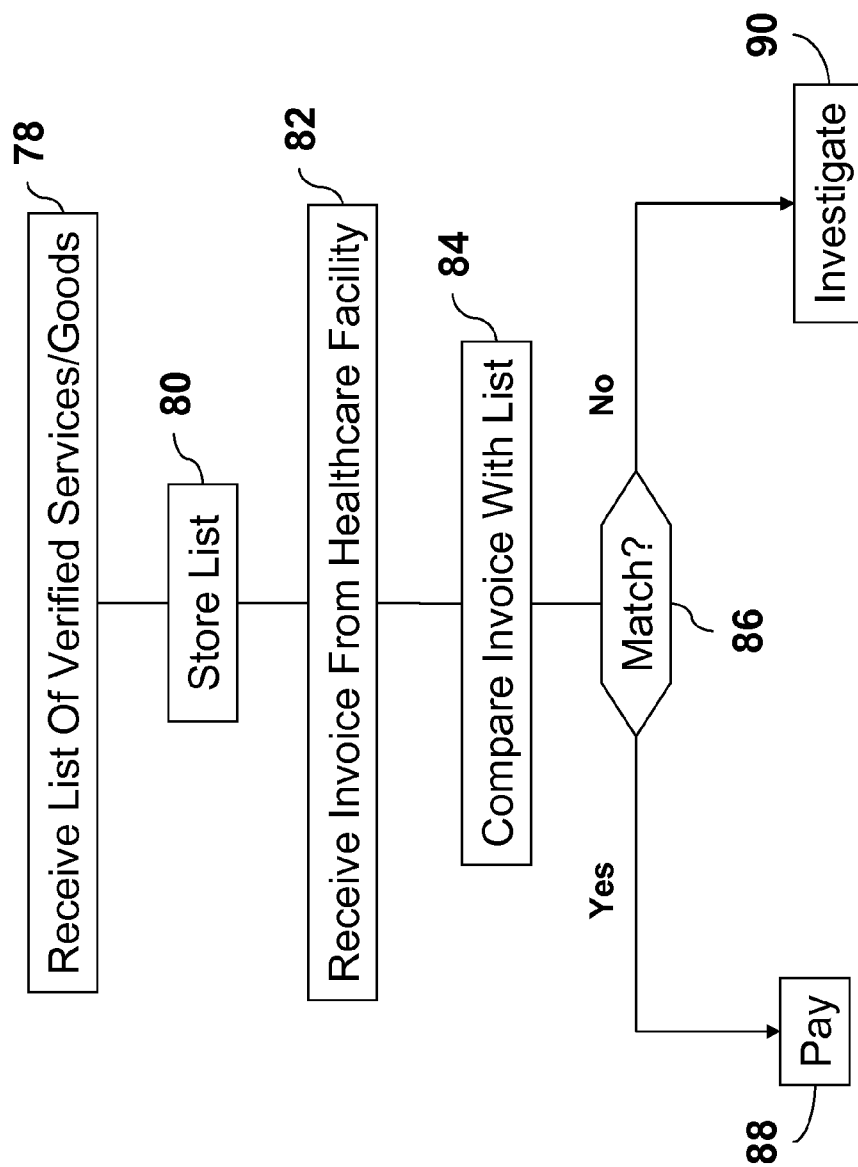 78
Receive List Of Verified Services/Goods
80
Store List
82
Receive Invoice From Healthcare Facility
84
Compare Invoice With List
Match?
86
Yes
No
Pay
88
Investigate
90